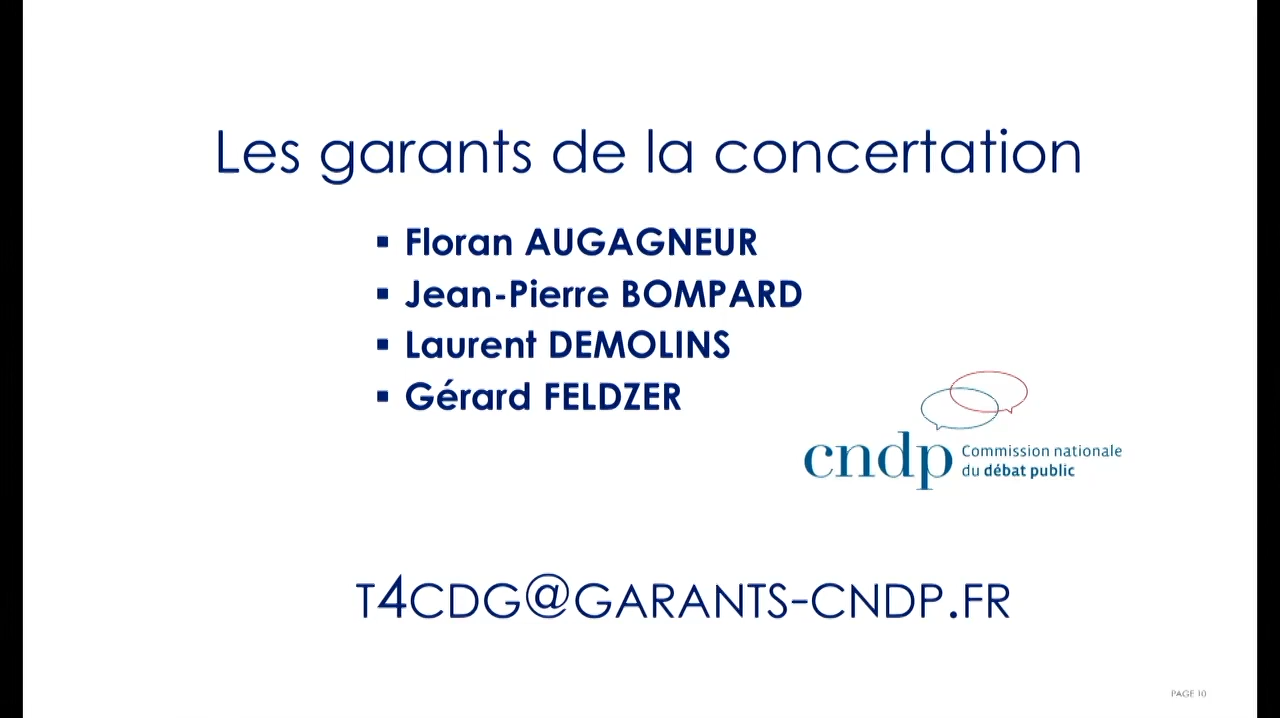 Les garants de la concertation
▪ Floran AUGAGNEUR
▪ Jean-Pierre BOMPARD
▪ Laurent DEMOLINS
▪ Gérard FELDZER
cndp Commission nationale
du débat public
T4CDG@GARANTS-CNDP.FR
PAGE 10